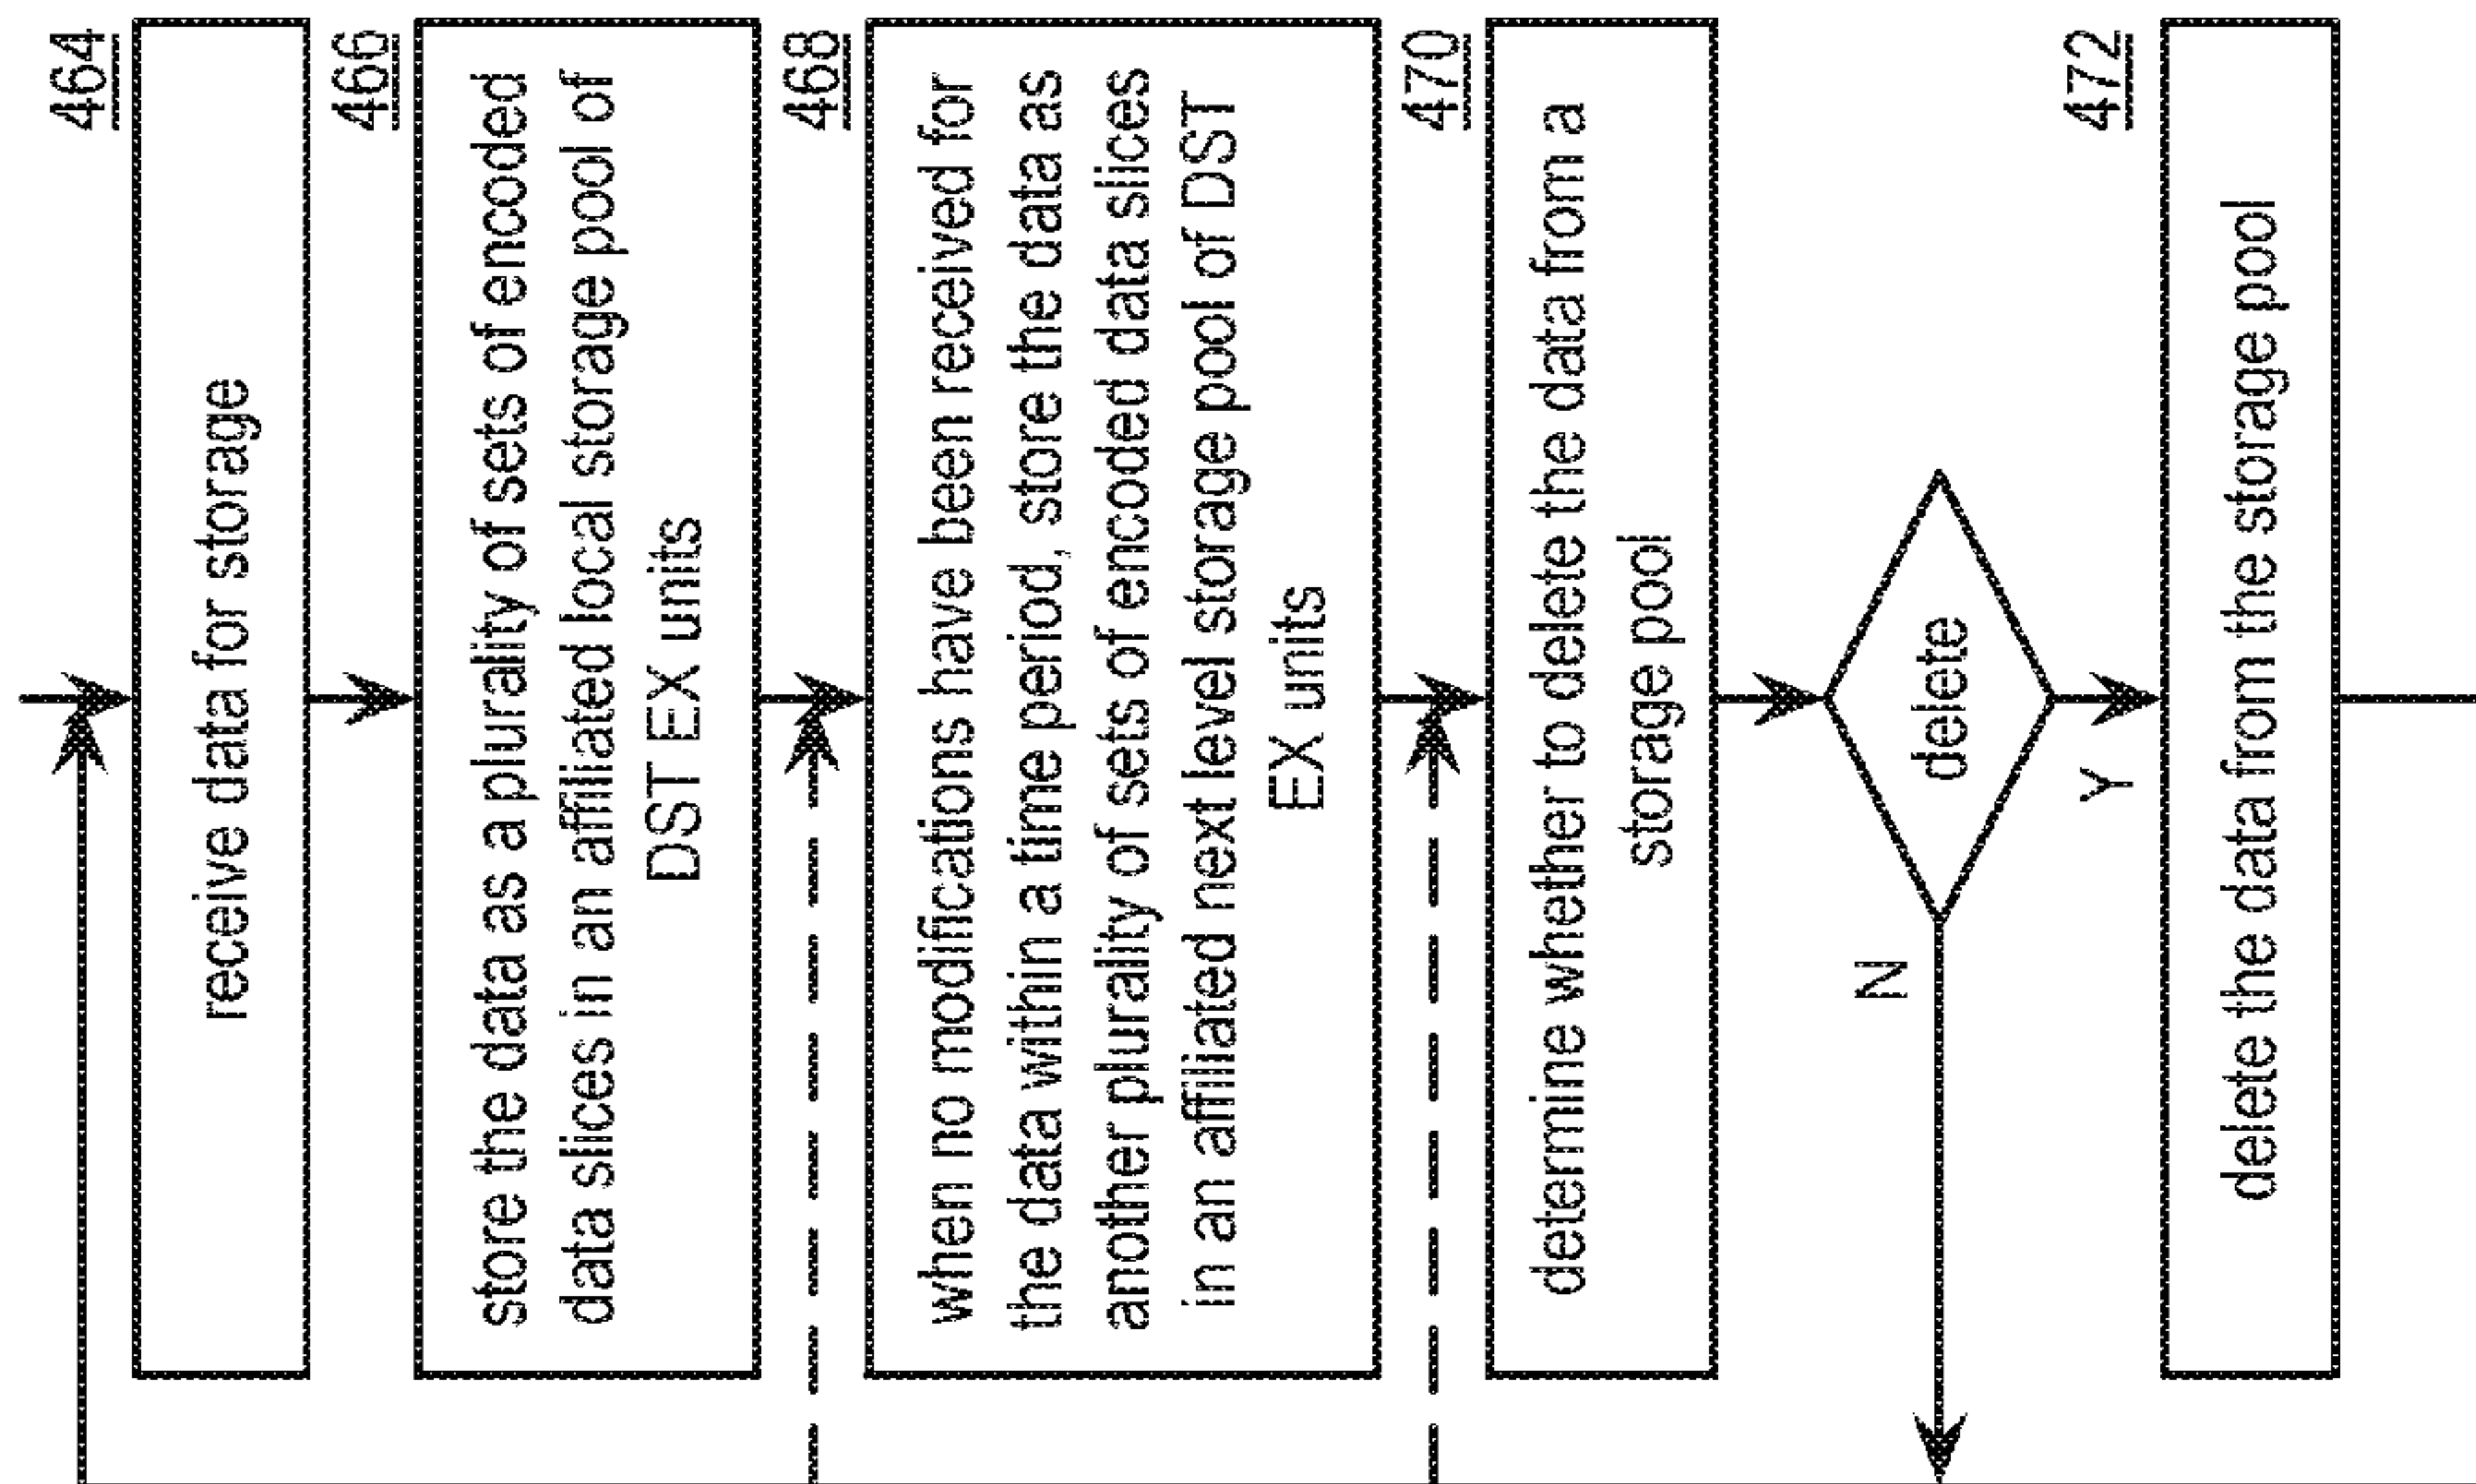 464
receive data for storage
466
store the data as a plurality of sets of encoded
data slices in an affiliated local storage pool of
DST EX units
468
when no modifications have been received for
the data within a time period, store the data as
another plurality of sets of encoded data slices
in an affiliated next level storage pool of DST
EX units
470
determine whether to delete the data from a
storage pool
delete
N
Y
472
delete the data from the storage pool